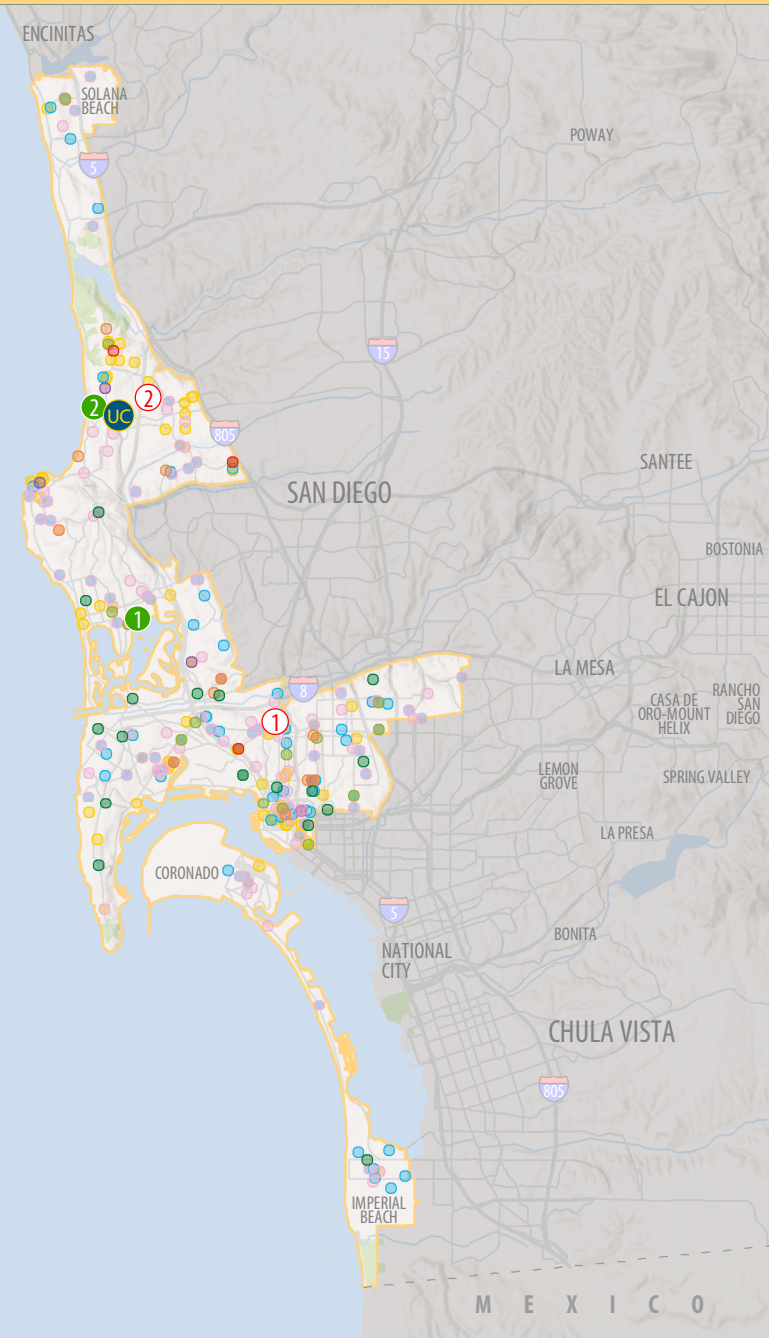 ENCINITAS
SOLANA
BEACH
POWAY
5
15
2
2
UC
805
SANTEE
SAN DIEGO
BOSTONIA
EL CAJON
1
LA MESA
8
RANCHO
SAN
DIEGO
CASA DE
ORO-MOUNT
HELIX
1
LEMON
GROVE
SPRING VALLEY
LA PRESA
CORONADO
5
BONITA
NATIONAL
CITY
CHULA VISTA
805
IMPERIAL
BEACH
MEXICO